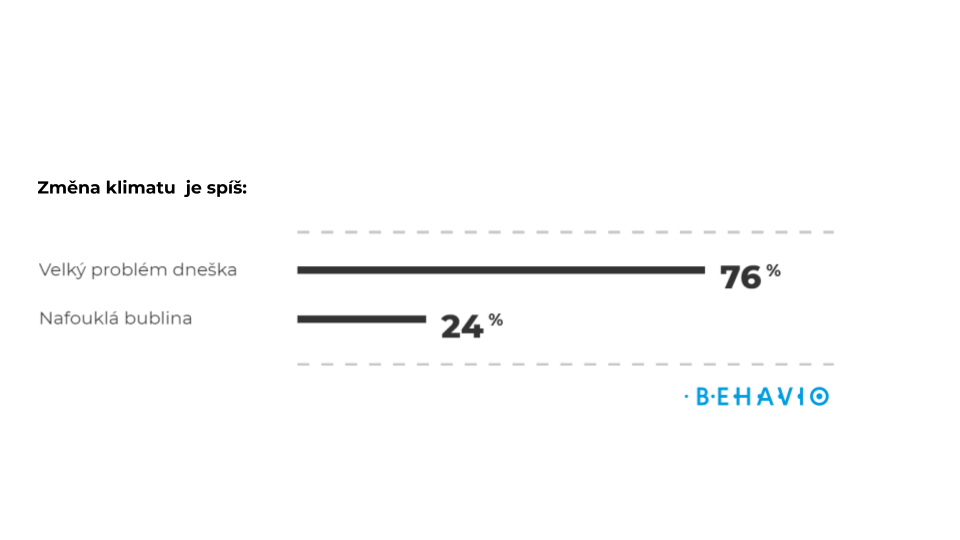 Změna klimatu je spíš:
Velký problém dneška
76 %
Nafouklá bublina
24 %
BEHAVIO